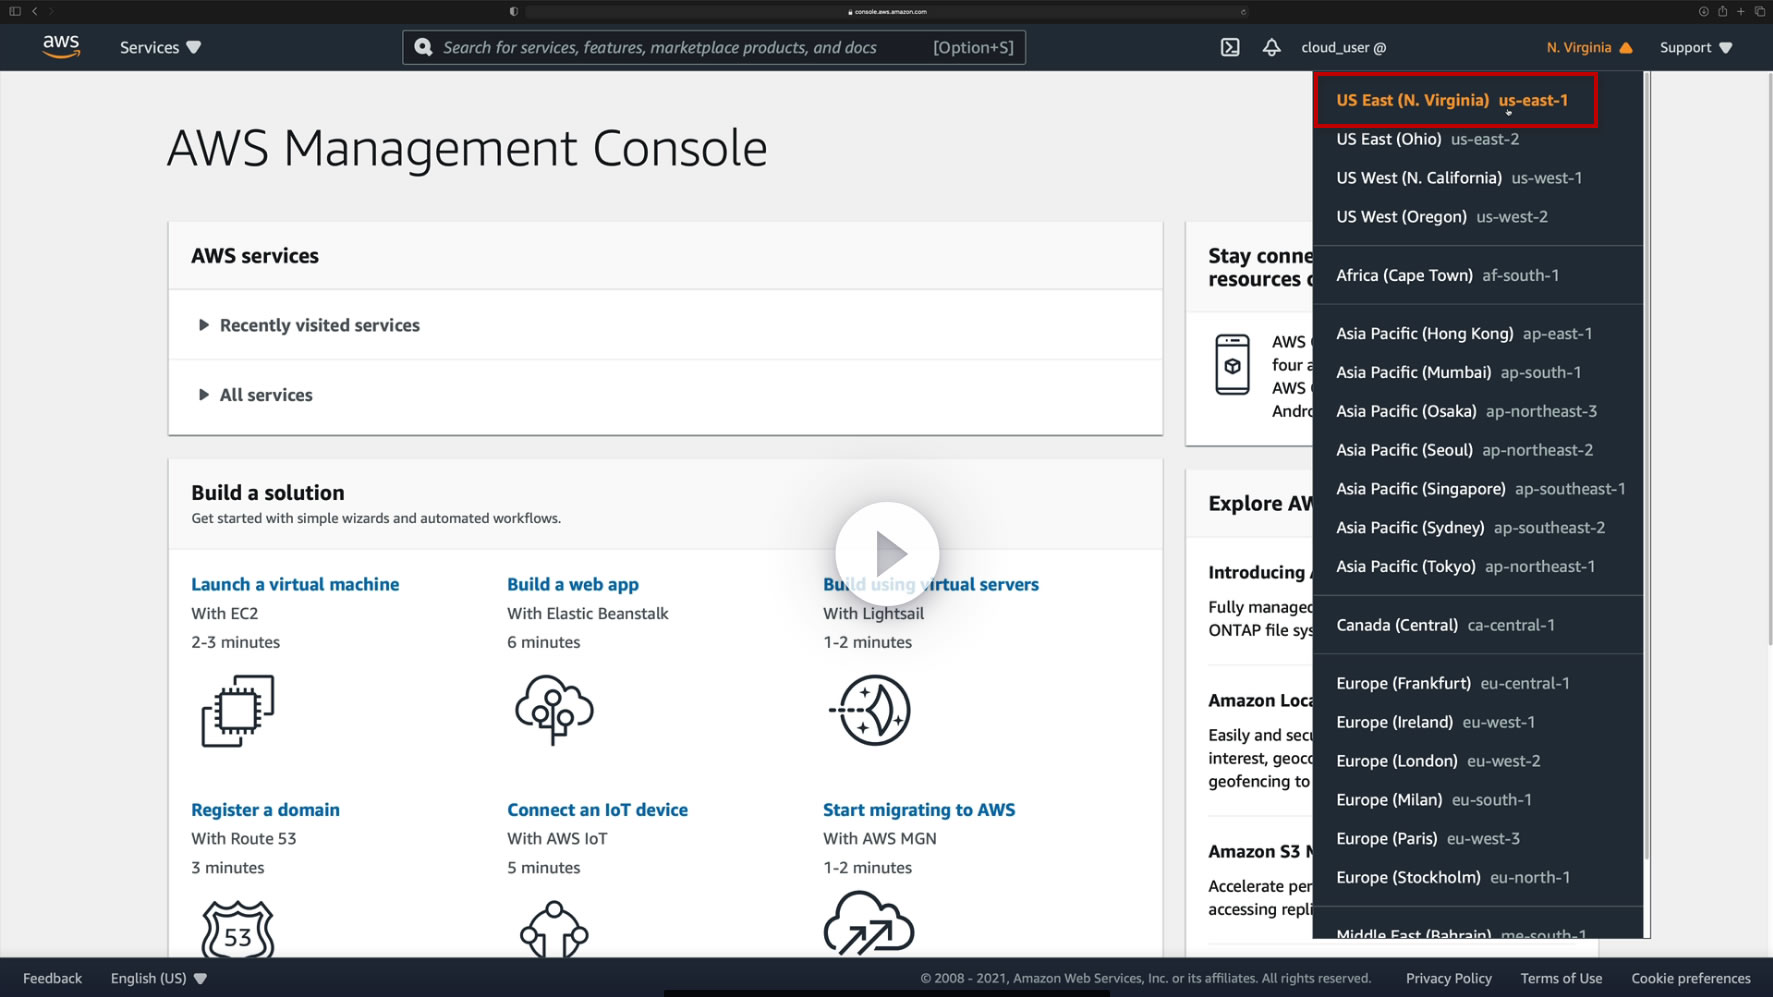 console.aws.amazon.com
aws
Services
Search for services, features, marketplace products, and docs
[Option+S]
cloud_user @
N. Virginia
Support
AWS Management Console
AWS services
Recently visited services
All services
Build a solution
Get started with simple wizards and automated workflows.
Launch a virtual machine
With EC2
2-3 minutes
Build a web app
With Elastic Beanstalk
6 minutes
Build using virtual servers
With Lightsail
1-2 minutes
Register a domain
With Route 53
3 minutes
53
Connect an IoT device
With AWS IoT
5 minutes
Start migrating to AWS
With AWS MGN
1-2 minutes
Stay conne
resources
AWS
four a
AWS
Andro
Explore AW
Introducing
Fully managed
ONTAP file sys
Amazon Loca
Easily and secu
interest, geoco
geofencing to
Amazon S3 M
Accelerate per
accessing repli
US East (N. Virginia) us-east-1
US East (Ohio) us-east-2
US West (N. California) us-west-1
US West (Oregon) us-west-2
Africa (Cape Town) af-south-1
Asia Pacific (Hong Kong) ap-east-1
Asia Pacific (Mumbai) ap-south-1
Asia Pacific (Osaka) ap-northeast-3
Asia Pacific (Seoul) ap-northeast-2
Asia Pacific (Singapore) ap-southeast-1
Asia Pacific (Sydney) ap-southeast-2
Asia Pacific (Tokyo) ap-northeast-1
Canada (Central) ca-central-1
Europe (Frankfurt) eu-central-1
Europe (Ireland) eu-west-1
Europe (London) eu-west-2
Europe (Milan) eu-south-1
Europe (Paris) eu-west-3
Europe (Stockholm) eu-north-1
Middle East (Bahrain) me-south-1
Feedback
English (US)
© 2008 - 2021, Amazon Web Services, Inc. or its affiliates. All rights reserved.
Privacy Policy
Terms of Use
Cookie preferences